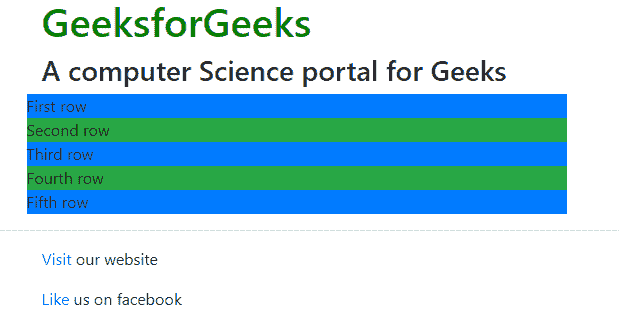 GeeksforGeeks
A computer Science portal for Geeks
First row
Second row
Third row
Fourth row
Fifth row
Visit our website
Like us on facebook